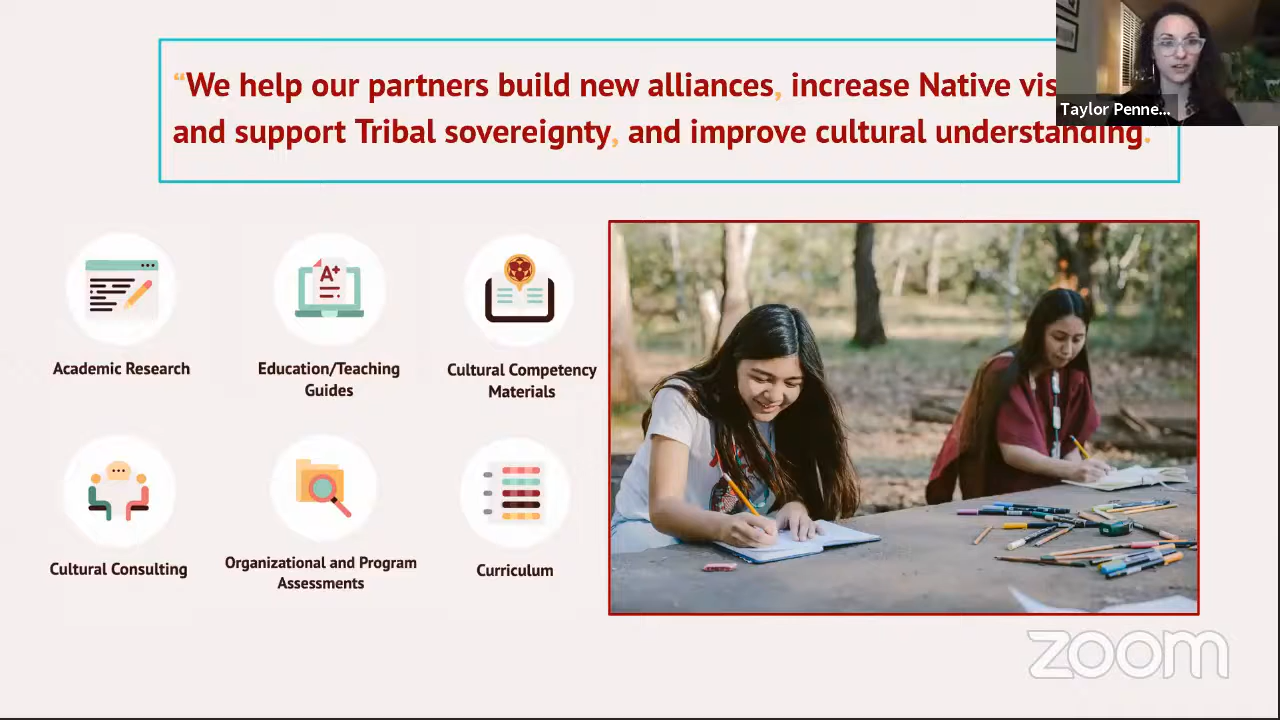 “We help our partners build new alliances, increase Native
and support Tribal sovereignty, and improve cultural understanding.
Taylor Penne...
A+
Academic Research
Education/Teaching
Guides
Cultural Competency
Materials
Cultural Consulting
Organizational and Program
Assessments
Curriculum
zoom